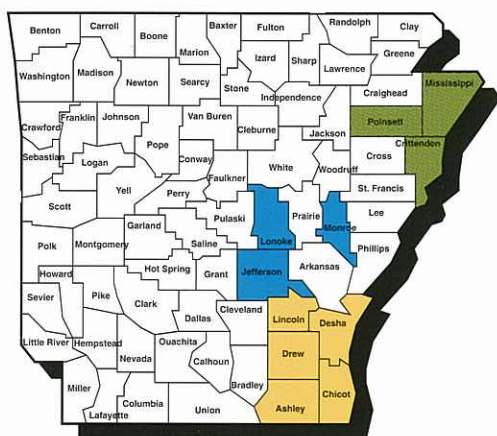 Benton
Carroll
Boone
Baxter
Fulton
Randolph
Clay
Marion
Greene
Washington
Madison
Newton
Searcy
Stone
Izard
Sharp
Lawrence
Independence
Craighead
Mississippi
Crawford
Franklin
Johnson
Van Buren
Cleburne
Jackson
Poinsett
Sebastian
Logan
Pope
Conway
Faulkner
White
Woodruff
Cross
Crittenden
St. Francis
Scott
Yell
Perry
Pulaski
Lonoke
Prairie
Monroe
Lee
Phillips
Polk
Montgomery
Garland
Saline
Hot Spring
Grant
Jefferson
Arkansas
Howard
Sevier
Pike
Clark
Dallas
Cleveland
Lincoln
Desha
Little River
Hempstead
Nevada
Ouachita
Calhoun
Bradley
Drew
Miller
Lafayette
Columbia
Union
Ashley
Chicot